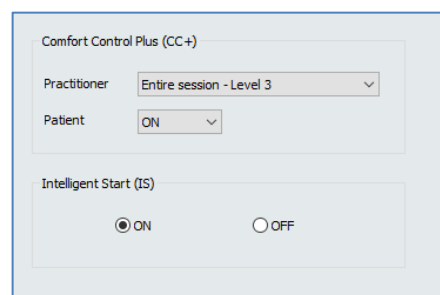 Comfort Control Plus (CC+)
Practitioner Entire session - Level 3
Patient ON
Intelligent Start (IS)
ON OFF